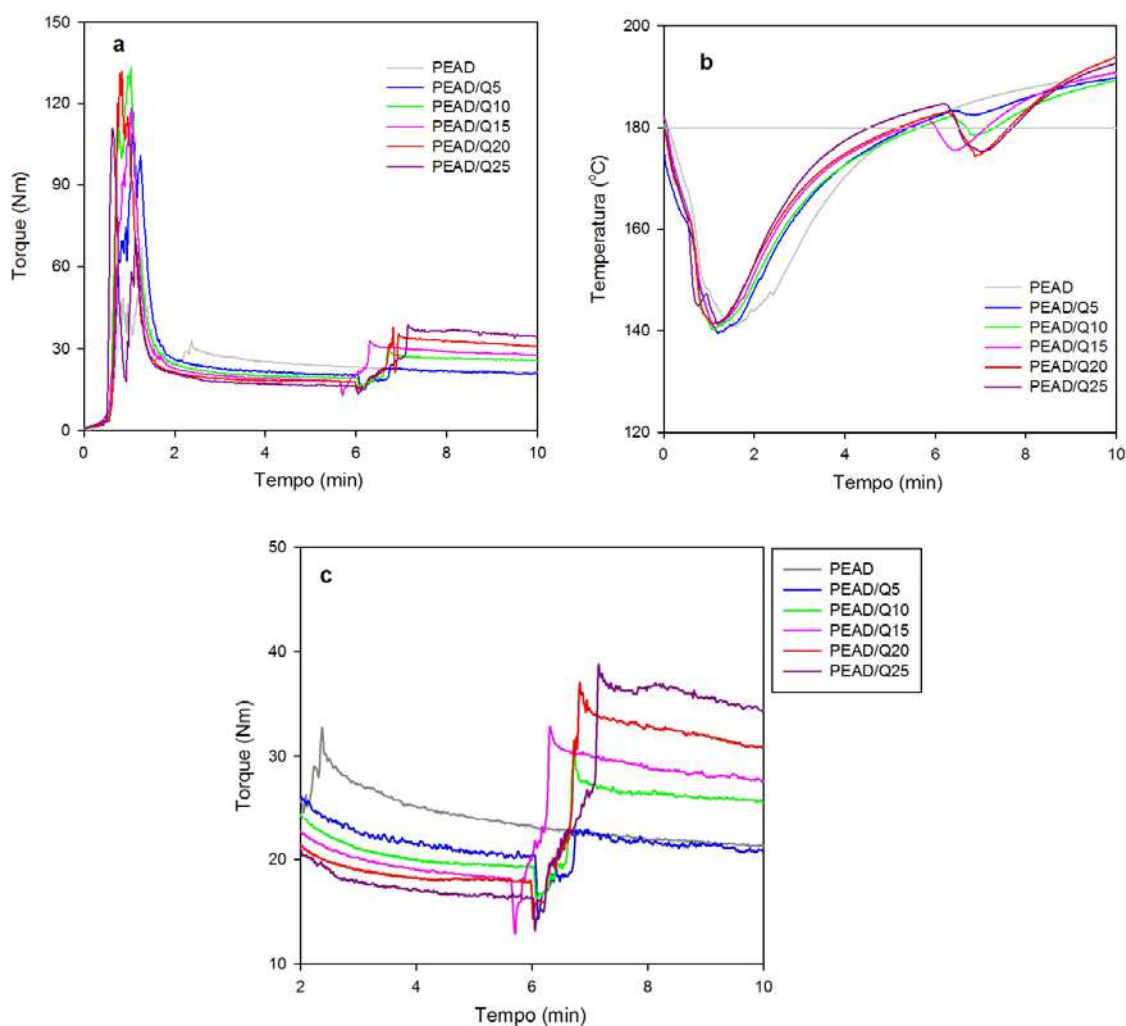 a
150
120
90
60
30
0
Torque (Nm)
0 2 4 6 8 10
Tempo (min)
PEAD
PEAD/Q5
PEAD/Q10
PEAD/Q15
PEAD/Q20
PEAD/Q25
b
200
180
160
140
120
Temperatura (°C)
0 2 4 6 8 10
Tempo (min)
PEAD
PEAD/Q5
PEAD/Q10
PEAD/Q15
PEAD/Q20
PEAD/Q25
c
50
40
30
20
10
Torque (Nm)
2 4 6 8 10
Tempo (min)
PEAD
PEAD/Q5
PEAD/Q10
PEAD/Q15
PEAD/Q20
PEAD/Q25